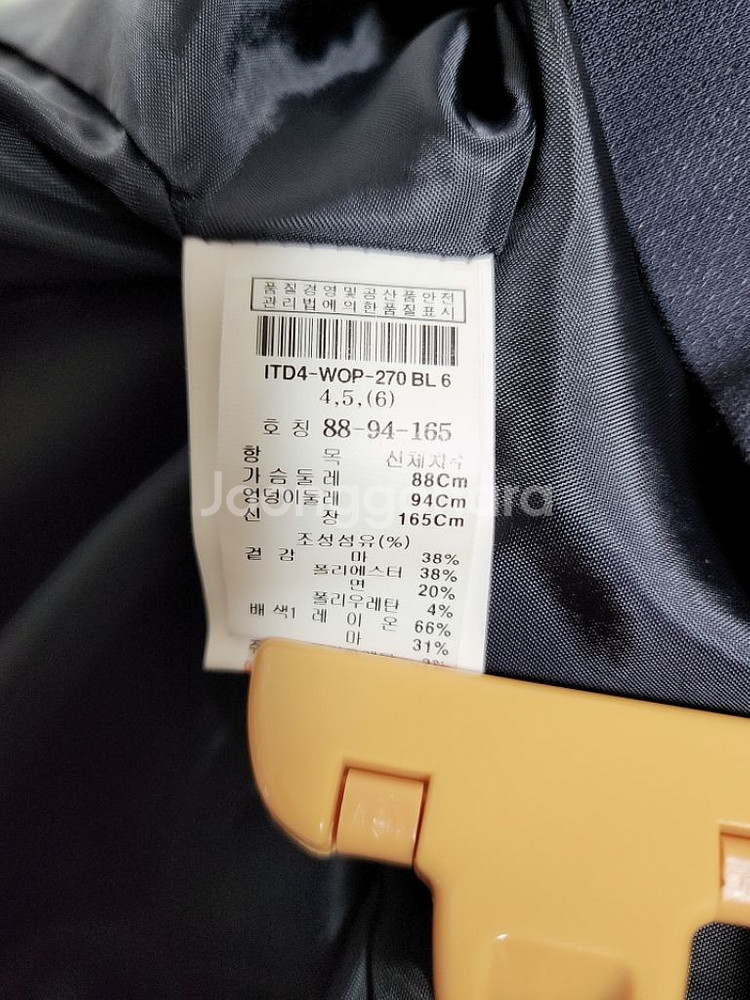 품질경영및공산품안전
관리법에의한품질표시
ITD4-WOP-270 BL 6
4,5,(6)
호 칭 88-94-165
항 목 신체치수
가슴둘레 88Cm
엉덩이둘레 94Cm
신 장 165Cm
조성섬유(%)
겉 감 마 38%
폴리에스터 38%
면 20%
폴리우레탄 4%
배색1 레 이 온 66%
마 31%
Joonggonara